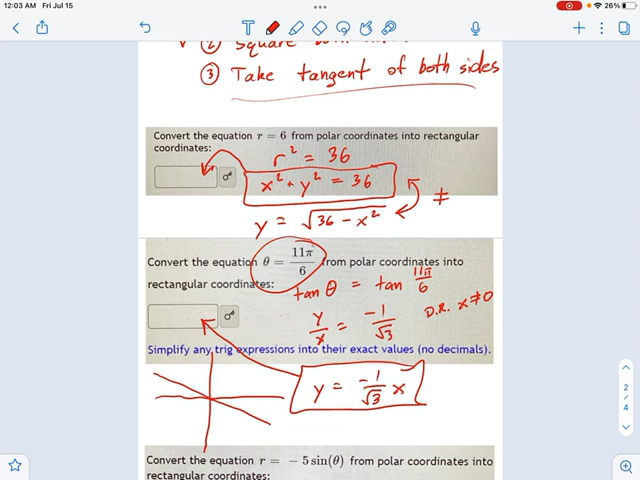 12:03 AM Fri Jul 15
26%
② Square
③ Take tangent of both sides
Convert the equation r = 6 from polar coordinates into rectangular
coordinates:
r² = 36
x² + y² = 36
y = √(36 - x²)
≠
Convert the equation θ = 11π/6 from polar coordinates into
rectangular coordinates:
tan θ = tan 11π/6
y/x = -1/√3
D.R. x ≠ 0
Simplify any trig expressions into their exact values (no decimals).
y = -1/√3 x
Convert the equation r = - 5 sin(θ) from polar coordinates into
rectangular coordinates:
2
/
4